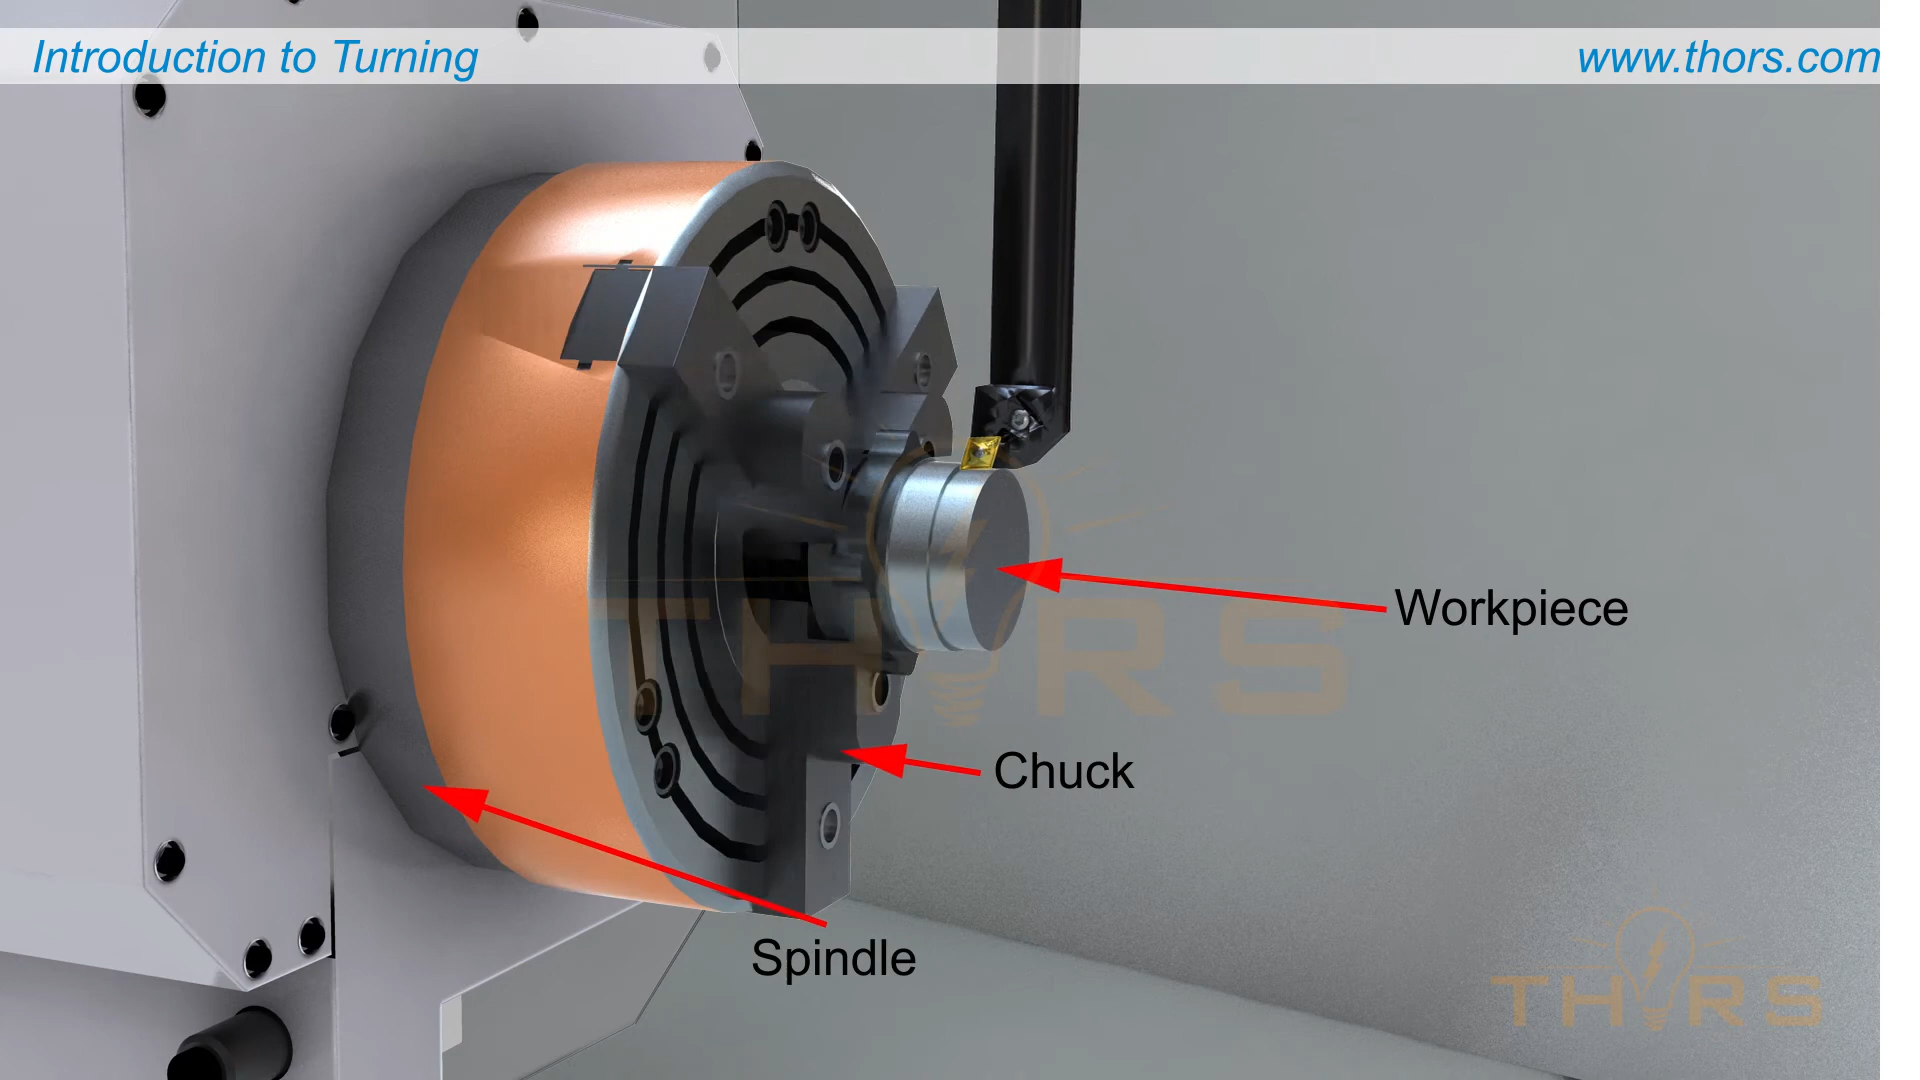 Introduction to Turning
www.thors.com
Workpiece
THORS
Chuck
Spindle
THORS